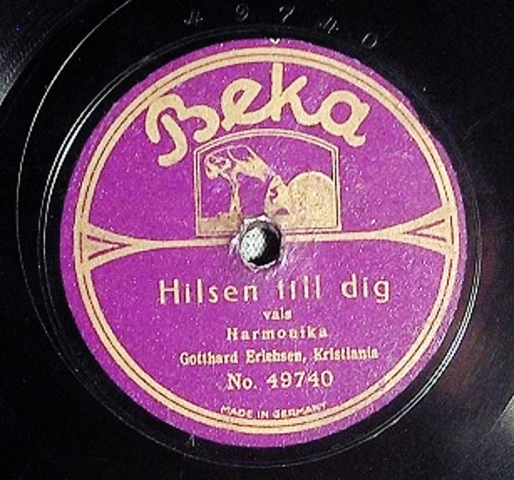 49740
Beka
Hilsen till dig
vals
Harmonika
Gotthard Erichsen, Kristiania
No. 49740
MADE IN GERMANY